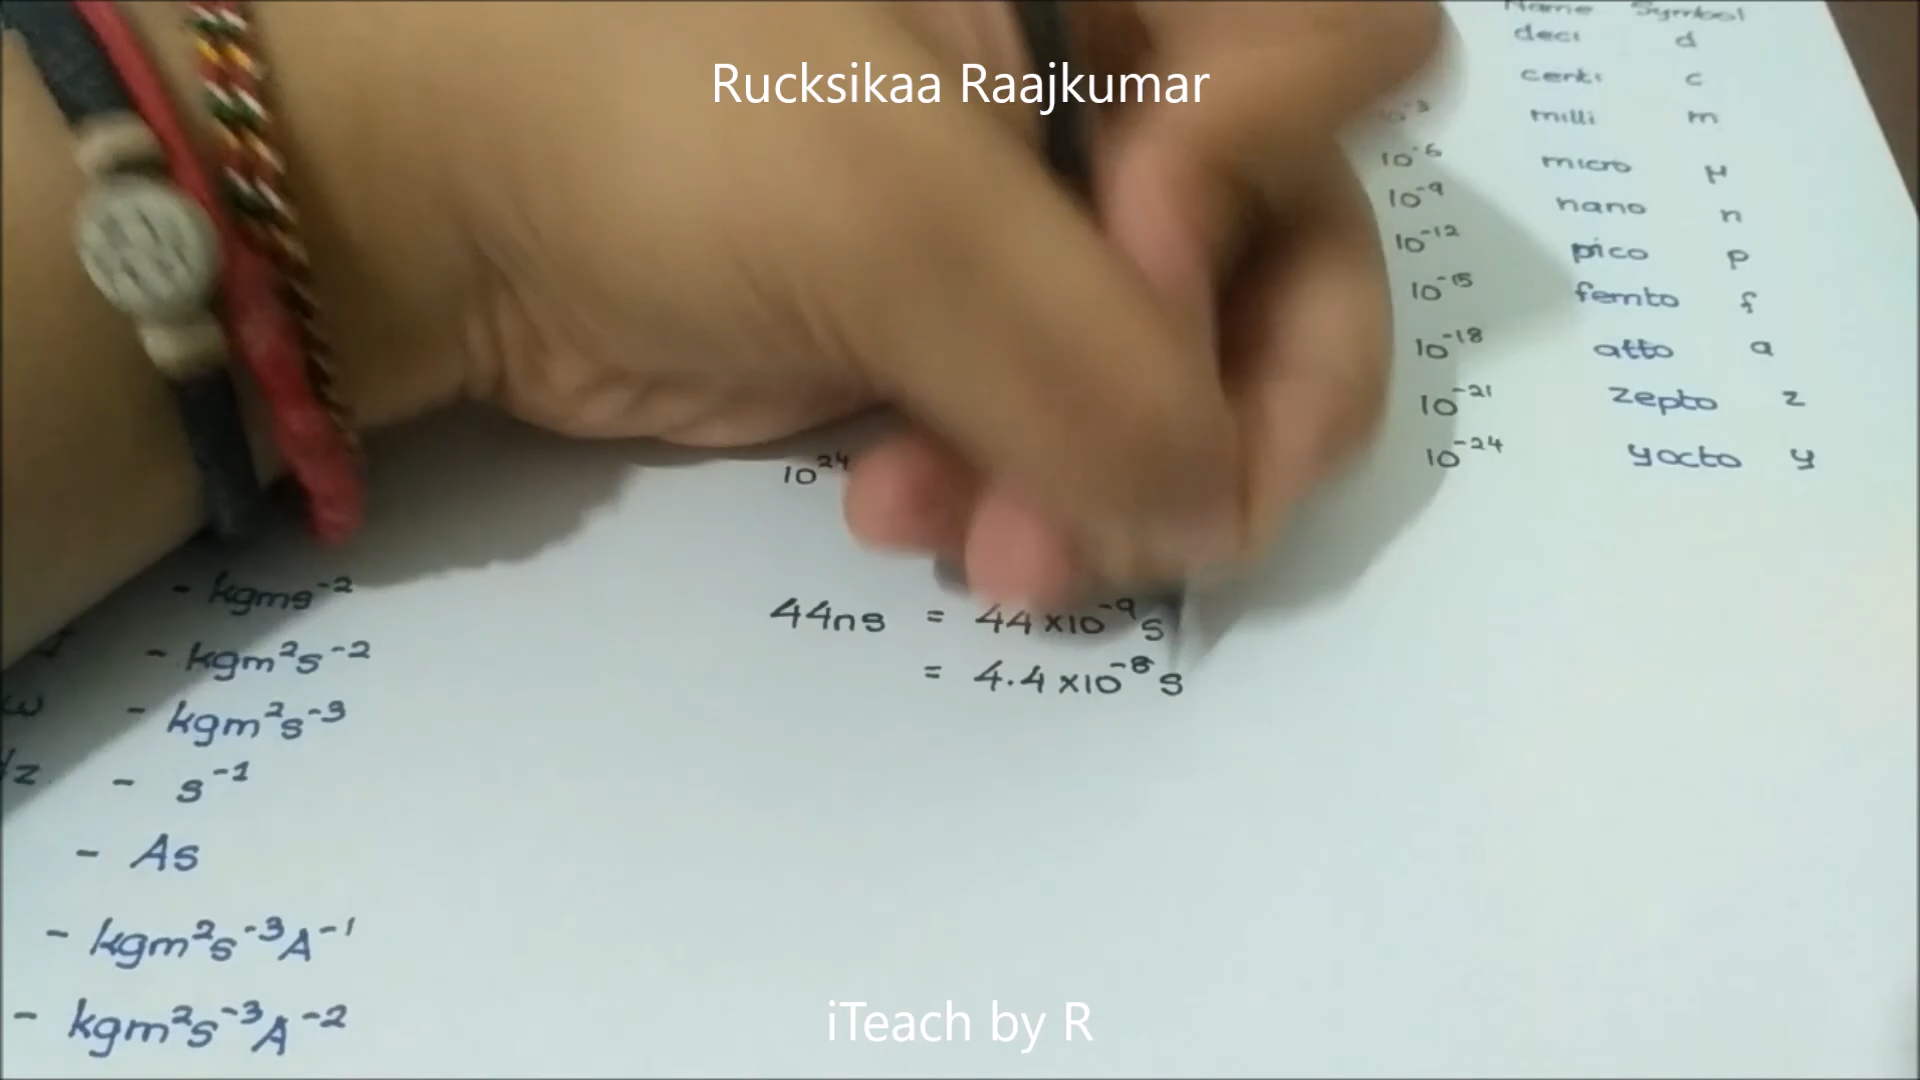 Rucksikaa Raajkumar
Name Symbol
deci d
centi c
10⁻³ milli m
10⁻⁶ micro μ
10⁻⁹ nano n
10⁻¹² pico p
10⁻¹⁵ femto f
10⁻¹⁸ atto a
10⁻²¹ zepto z
10⁻²⁴ yocto y
10²⁴
44ns = 44×10⁻⁹s
= 4.4×10⁻⁸s
- kgms⁻²
- kgm²s⁻²
W - kgm²s⁻³
Hz - s⁻¹
- As
- kgm²s⁻³A⁻¹
- kgm²s⁻³A⁻²
iTeach by R